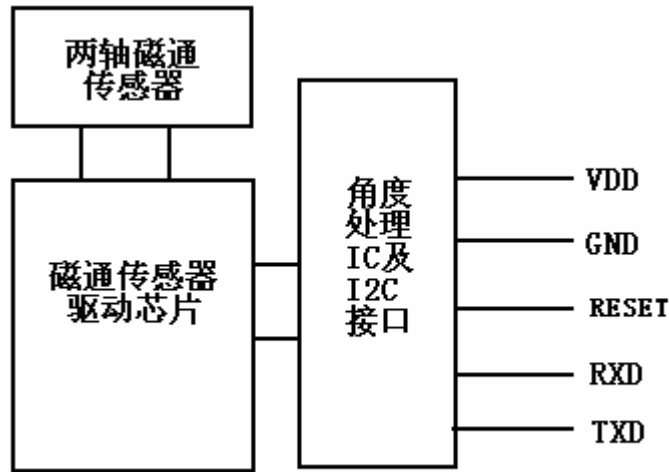 两轴磁通
传感器
磁通传感器
驱动芯片
角度
处理
IC及
I2C
接口
VDD
GND
RESET
RXD
TXD